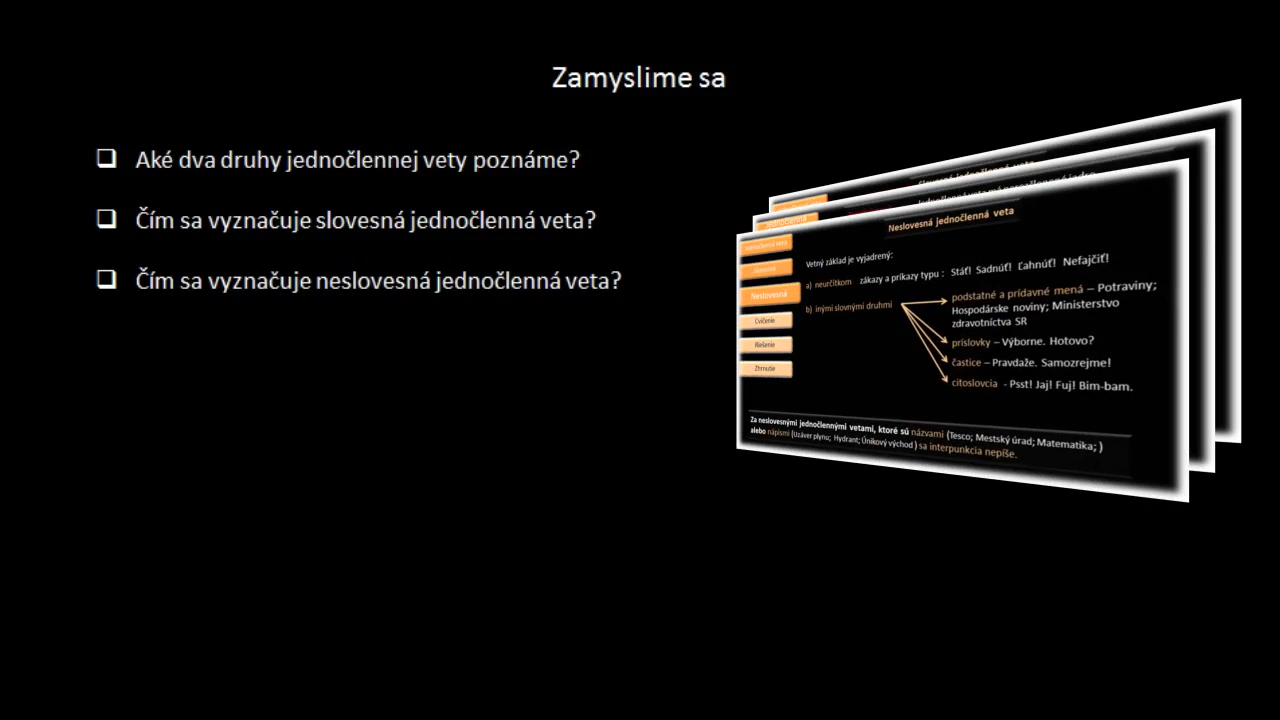 Zamyslime sa
❑ Aké dva druhy jednočlennej vety poznáme?
❑ Čím sa vyznačuje slovesná jednočlenná veta?
❑ Čím sa vyznačuje neslovesná jednočlenná veta?
Neslovesná jednočlenná veta
Neslovesná
Cvičenie
Riešenie
Zhrnutie
Vetný základ je vyjadrený:
a) neurčitkom zákazy a príkazy typu : Stáť! Sadnúť! Ľahnúť! Nefajčiť!
b) inými slovnými druhmi
podstatné a prídavné mená – Potraviny;
Hospodárske noviny; Ministerstvo
zdravotníctva SR
príslovky – Výborne. Hotovo?
častice – Pravdaže. Samozrejme!
citoslovcia - Psst! Jaj! Fuj! Bim-bam.
Za neslovesnými jednočlennými vetami, ktoré sú názvami (Tesco; Mestský úrad; Matematika; )
alebo nápismi (Uzáver plynu; Hydrant; Únikový východ ) sa interpunkcia nepíše.